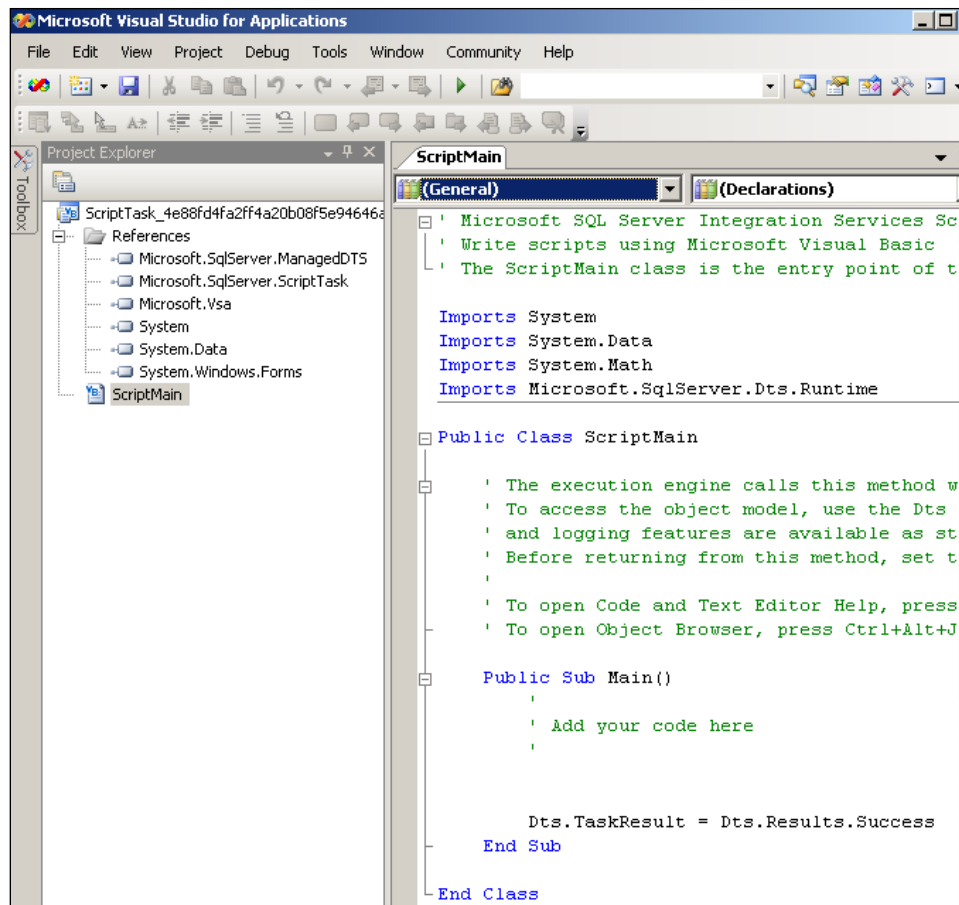 Microsoft Visual Studio for Applications
File Edit View Project Debug Tools Window Community Help
Toolbox
Project Explorer
ScriptTask_4e88fd4fa2ff4a20b08f5e94646a
References
Microsoft.SqlServer.ManagedDTS
Microsoft.SqlServer.ScriptTask
Microsoft.Vsa
System
System.Data
System.Windows.Forms
ScriptMain
ScriptMain
(General) (Declarations)
' Microsoft SQL Server Integration Services Sc
' Write scripts using Microsoft Visual Basic
' The ScriptMain class is the entry point of t
Imports System
Imports System.Data
Imports System.Math
Imports Microsoft.SqlServer.Dts.Runtime
Public Class ScriptMain
' The execution engine calls this method w
' To access the object model, use the Dts
' and logging features are available as st
' Before returning from this method, set t
'
' To open Code and Text Editor Help, press
' To open Object Browser, press Ctrl+Alt+J
Public Sub Main()
'
' Add your code here
'
Dts.TaskResult = Dts.Results.Success
End Sub
End Class